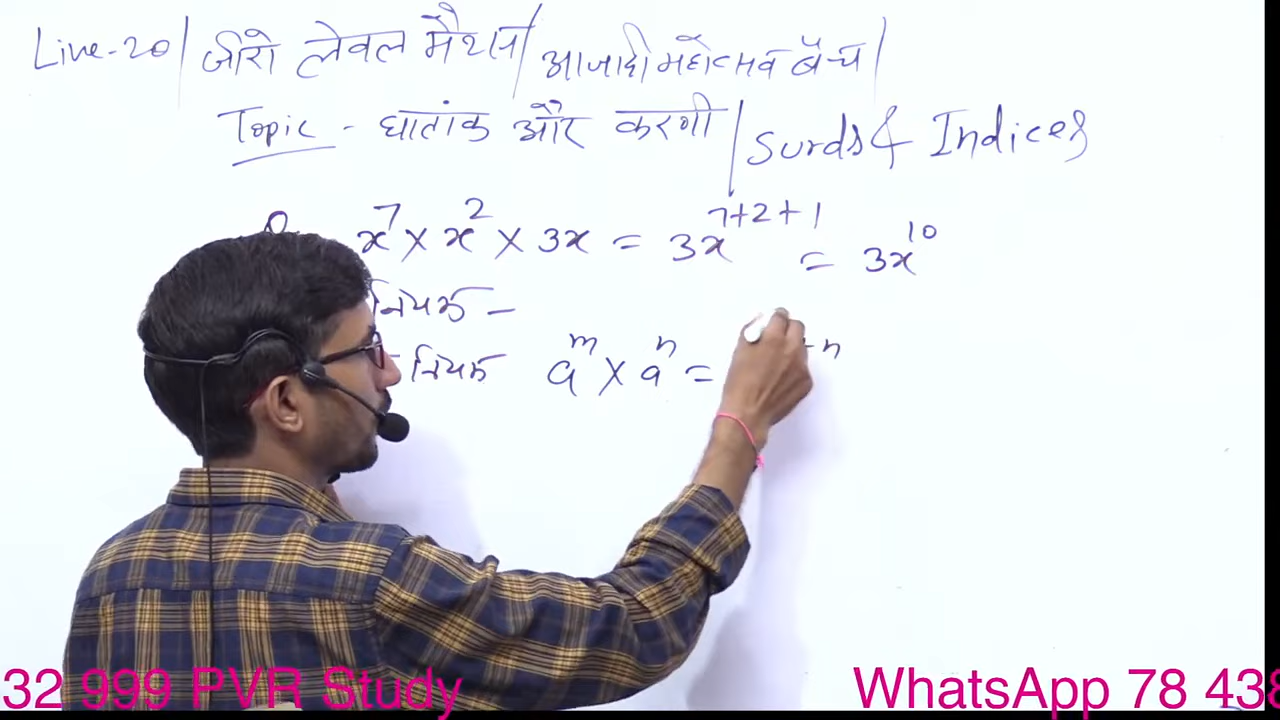 Live-20 | जीरो लेवल मैथ्स / आजादी महोत्सव बैच |
Topic - घातांक और करणी / Surds & Indices
x⁷ × x² × 3x = 3x⁷⁺²⁺¹ = 3x¹⁰
नियम -
नियम aᵐ × aⁿ = ⁺ⁿ
32 999 PVR Study WhatsApp 78 438